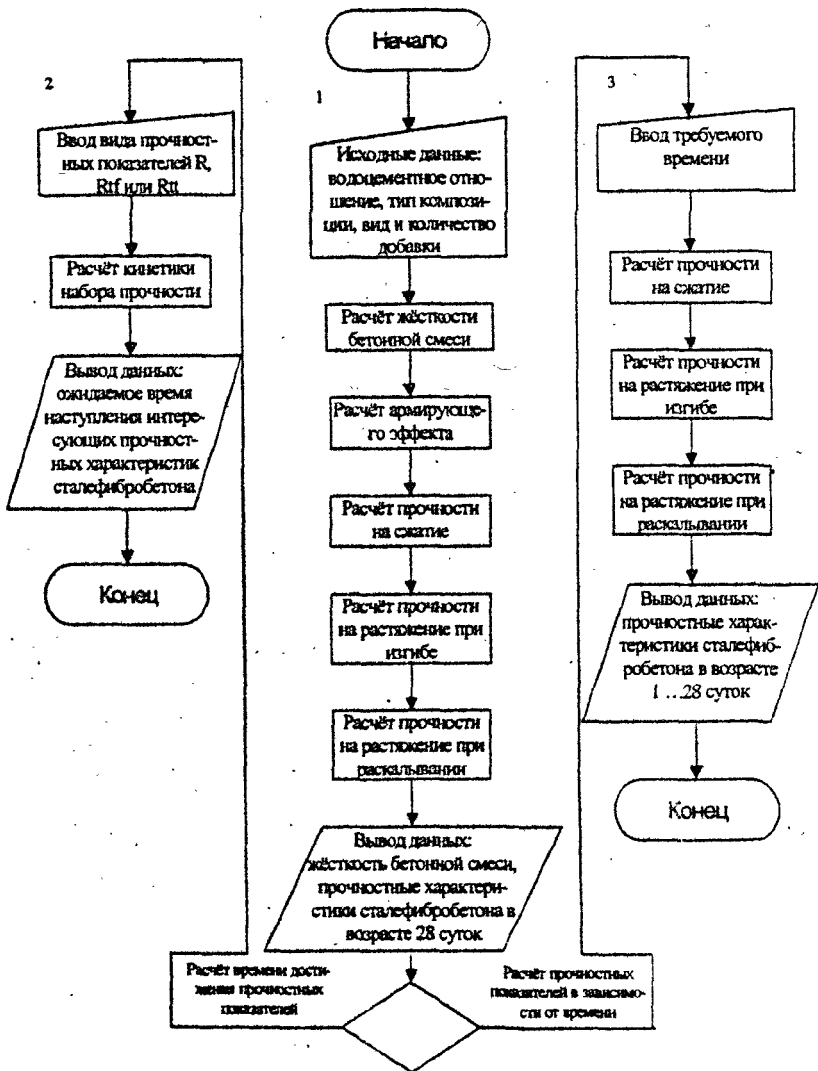 Начало
1
Исходные данные:
водоцементное отно-
шение, тип компози-
ции, вид и количество
добавки
Расчёт жёсткости
бетонной смеси
Расчёт армирующе-
го эффекта
Расчёт прочности
на сжатие
Расчёт прочности
на растяжение при
изгибе
Расчёт прочности
на растяжение при
раскалывании
Вывод данных:
жёсткость бетонной смеси,
прочностные характери-
стики сталефибробетона в
возрасте 28 суток
Расчёт времени дости-
жения прочностных
показателей
Расчёт прочностных
показателей в зависимо-
сти от времени
2
Ввод вида прочност-
ных показателей R,
Rtf или Rtt
Расчёт кинетики
набора прочности
Вывод данных:
ожидаемое время
наступления интере-
сующих прочност-
ных характеристик
сталефибробетона
Конец
3
Ввод требуемого
времени
Расчёт прочности
на сжатие
Расчёт прочности
на растяжение при
изгибе
Расчёт прочности
на растяжение при
раскалывании
Вывод данных:
прочностные харак-
теристики сталефиб-
робетона в возрасте
1 ...28 суток
Конец